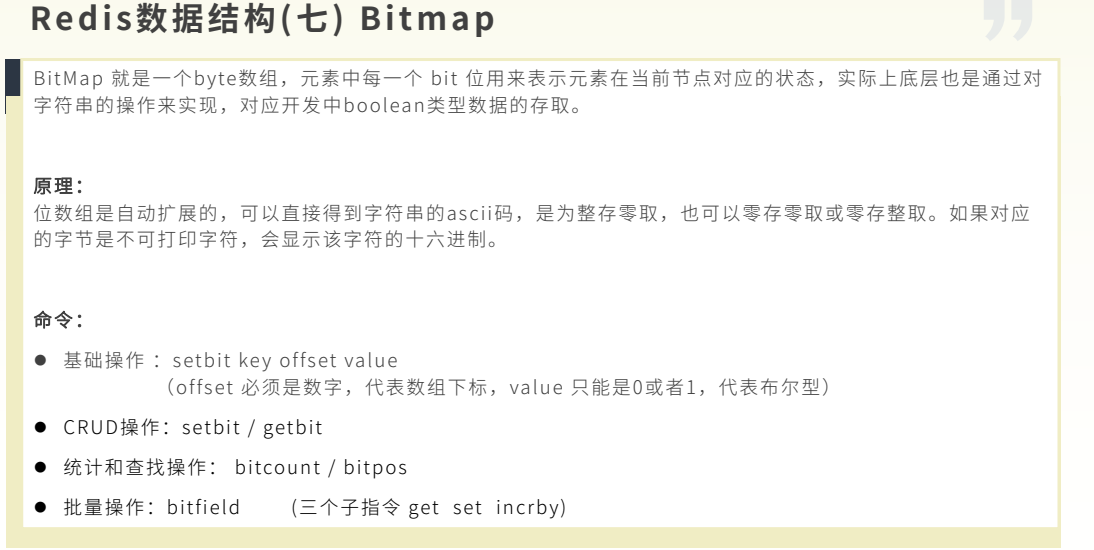 Redis数据结构(七) Bitmap
BitMap 就是一个byte数组，元素中每一个 bit 位用来表示元素在当前节点对应的状态，实际上底层也是通过对
字符串的操作来实现，对应开发中boolean类型数据的存取。
原理：
位数组是自动扩展的，可以直接得到字符串的ascii码，是为整存零取，也可以零存零取或零存整取。如果对应
的字节是不可打印字符，会显示该字符的十六进制。
命令：
● 基础操作 ：setbit key offset value
（offset 必须是数字，代表数组下标，value 只能是0或者1，代表布尔型）
● CRUD操作：setbit / getbit
● 统计和查找操作： bitcount / bitpos
● 批量操作：bitfield (三个子指令 get set incrby)